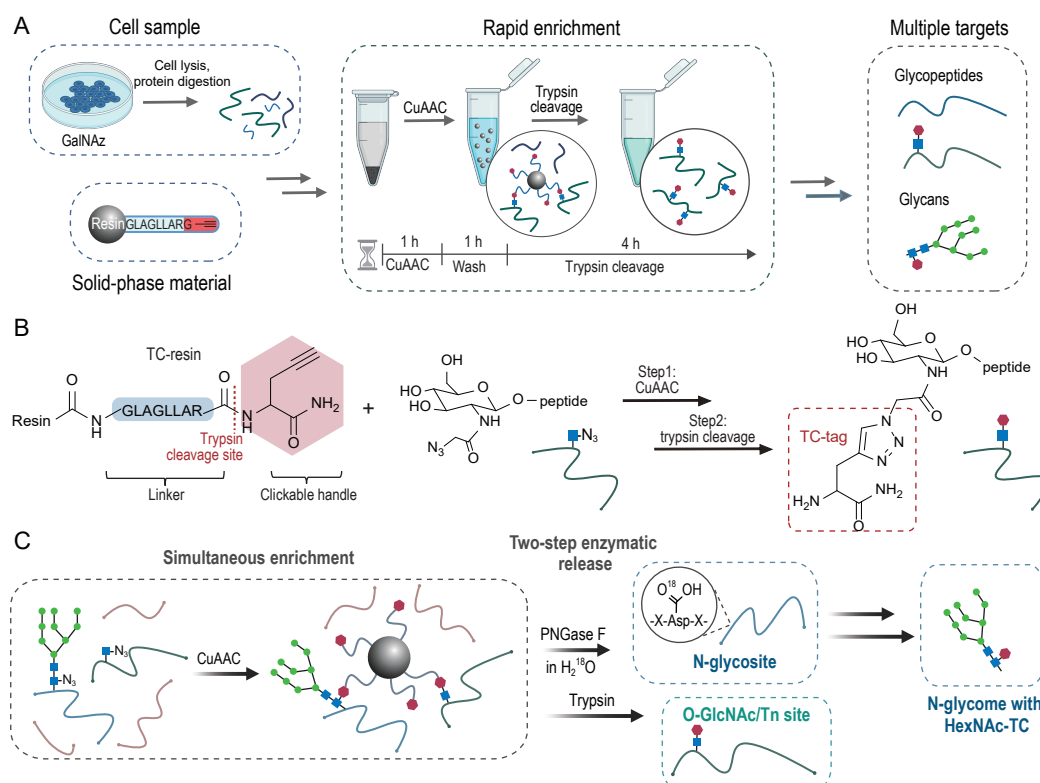 A
Cell sample
Cell lysis,
protein digestion
GalNAz
Resin
GLAGLLARG
Solid-phase material
Rapid enrichment
CuAAC
Trypsin
cleavage
1 h
1 h
4 h
CuAAC
Wash
Trypsin cleavage
Multiple targets
Glycopeptides
Glycans
B
TC-resin
Resin
O
N
H
GLAGLLAR
O
N
H
NH₂
O
Trypsin
cleavage site
Linker
Clickable handle
+
OH
HO
HO
O
O
peptide
NH
N₃
O
N₃
Step1:
CuAAC
Step2:
trypsin cleavage
HO
HO
HO
O
O
peptide
NH
O
TC-tag
N
N
N
H₂N
NH₂
O
C
Simultaneous enrichment
N₃
N₃
CuAAC
Two-step enzymatic
release
PNGase F
in H₂¹⁸O
Trypsin
O¹⁸
OH
-X-Asp-X-
N-glycosite
O-GlcNAc/Tn site
N-glycome with
HexNAc-TC